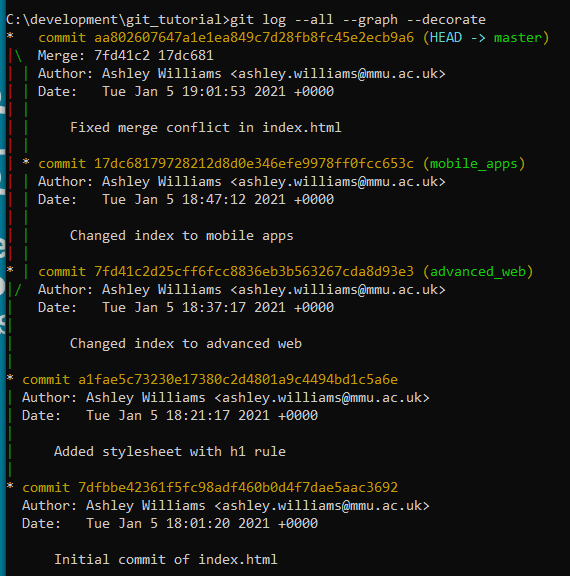 C:\development\git_tutorial>git log --all --graph --decorate
*   commit aa802607647a1e1ea849c7d28fb8fc45e2ecb9a6 (HEAD -> master)
|\  Merge: 7fd41c2 17dc681
| | Author: Ashley Williams <ashley.williams@mmu.ac.uk>
| | Date:   Tue Jan 5 19:01:53 2021 +0000
| |
| |     Fixed merge conflict in index.html
| |
| * commit 17dc68179728212d8d0e346efe9978ff0fcc653c (mobile_apps)
| | Author: Ashley Williams <ashley.williams@mmu.ac.uk>
| | Date:   Tue Jan 5 18:47:12 2021 +0000
| |
| |     Changed index to mobile apps
| |
* | commit 7fd41c2d25cff6fcc8836eb3b563267cda8d93e3 (advanced_web)
|/  Author: Ashley Williams <ashley.williams@mmu.ac.uk>
|   Date:   Tue Jan 5 18:37:17 2021 +0000
|
|       Changed index to advanced web
|
* commit a1fae5c73230e17380c2d4801a9c4494bd1c5a6e
| Author: Ashley Williams <ashley.williams@mmu.ac.uk>
| Date:   Tue Jan 5 18:21:17 2021 +0000
|
|     Added stylesheet with h1 rule
|
* commit 7dfbbe42361f5fc98adf460b0d4f7dae5aac3692
  Author: Ashley Williams <ashley.williams@mmu.ac.uk>
  Date:   Tue Jan 5 18:01:20 2021 +0000

      Initial commit of index.html